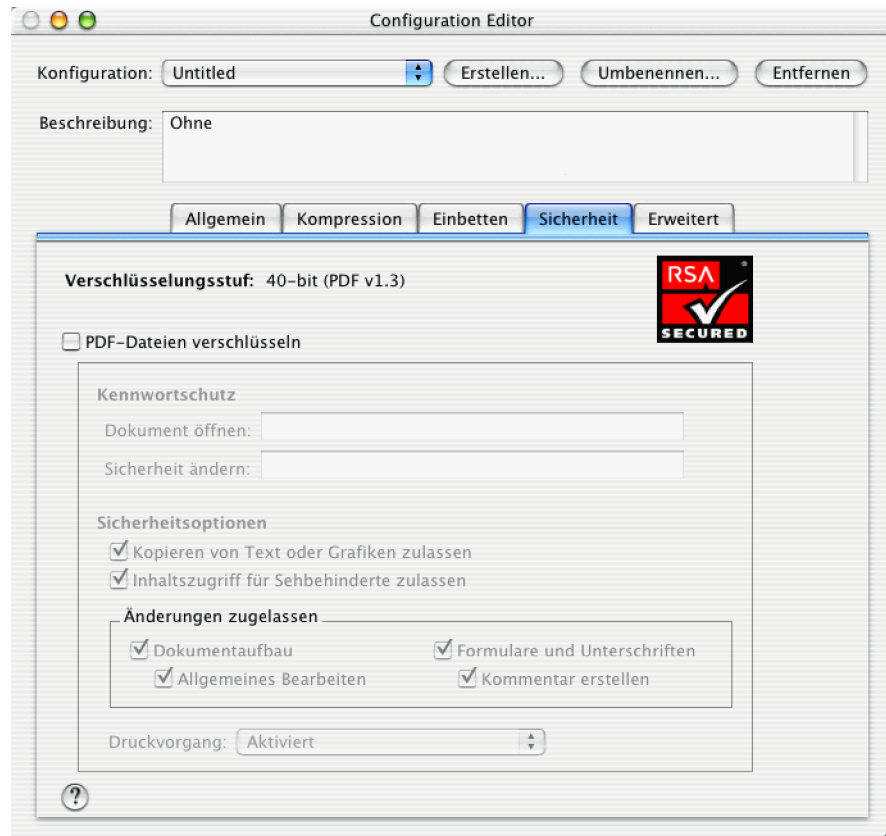 Configuration Editor
Konfiguration: Untitled Erstellen... Umbenennen... Entfernen
Beschreibung: Ohne
Allgemein Kompression Einbetten Sicherheit Erweitert
Verschlüsselungsstuf: 40-bit (PDF v1.3)
RSA
SECURED
PDF-Dateien verschlüsseln
Kennwortschutz
Dokument öffnen:
Sicherheit ändern:
Sicherheitsoptionen
Kopieren von Text oder Grafiken zulassen
Inhaltszugriff für Sehbehinderte zulassen
Änderungen zugelassen
Dokumentaufbau Formulare und Unterschriften
Allgemeines Bearbeiten Kommentar erstellen
Druckvorgang: Aktiviert
?